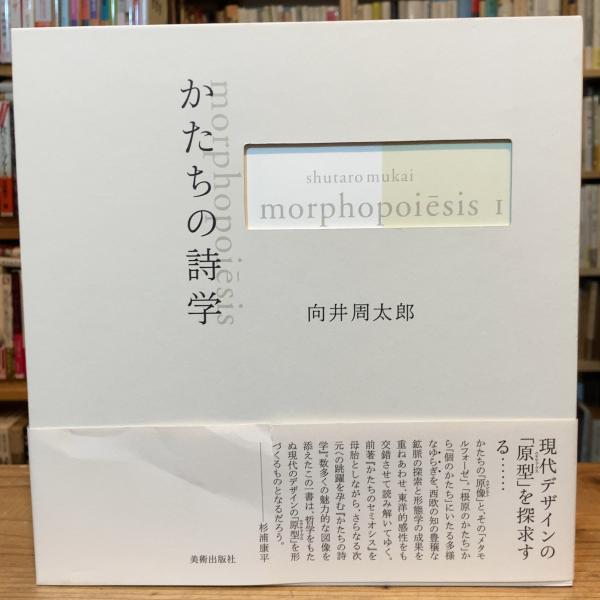 かたちの詩学
morphopoiēsis
shutaro mukai
morphopoiēsis I
向井周太郎
現代デザインの
「原型」を探求す
る……
かたちの「原像」と、その「メタモ
ルフォーゼ」。「根原のかたち」か
ら「個のかたち」にいたる多様
なゆらぎを、西欧の知の豊穣な
鉱脈の探索と形態学の成果を
重ねあわせ、東洋的感性をも
交錯させて読み解いてゆく。
前著『かたちのセミオシス』を
母胎としながら、さらなる次
元への跳躍を孕む『かたちの詩
学』。数多くの魅力的な図像を
添えたこの一書は、哲学をもた
ぬ現代のデザインの「原型」を形
づくるものとなるだろう。
——杉浦康平
美術出版社